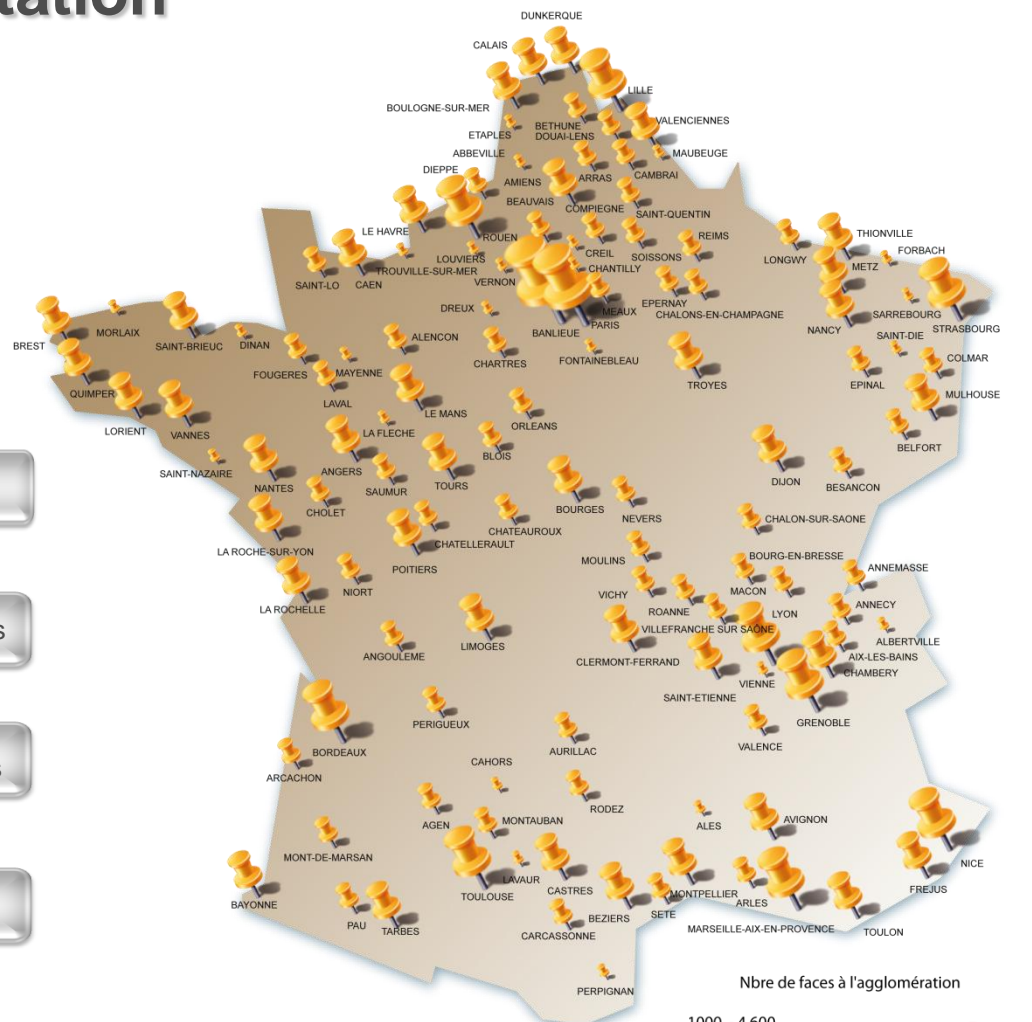 DUNKERQUE
CALAIS
LILLE
BOULOGNE-SUR-MER
VALENCIENNES
BETHUNE
ETAPLES
DOUAI-LENS
ABBEVILLE
MAUBEUGE
DIEPPE
AMIENS
ARRAS
CAMBRAI
BEAUVAIS
COMPIEGNE
SAINT-QUENTIN
LE HAVRE
ROUEN
REIMS
THIONVILLE
CREIL
SOISSONS
LONGWY
FORBACH
LOUVIERS
TROUVILLE-SUR-MER
CHANTILLY
METZ
SAINT-LO
CAEN
VERNON
EPERNAY
DREUX
MEAUX
CHALONS-EN-CHAMPAGNE
SARREBOURG
PARIS
BANLIEUE
NANCY
STRASBOURG
MORLAIX
BREST
SAINT-BRIEUC
DINAN
ALENCON
SAINT-DIE
CHARTRES
FONTAINEBLEAU
COLMAR
FOUGERES
MAYENNE
TROYES
EPINAL
QUIMPER
LAVAL
MULHOUSE
LE MANS
ORLEANS
LORIENT
VANNES
LA FLECHE
BELFORT
BLOIS
SAINT-NAZAIRE
ANGERS
NANTES
SAUMUR
TOURS
DIJON
BESANCON
CHOLET
BOURGES
NEVERS
CHALON-SUR-SAONE
CHATEAUROUX
CHATELLERAULT
LA ROCHE-SUR-YON
BOURG-EN-BRESSE
MOULINS
POITIERS
ANNEMASSE
NIORT
VICHY
MACON
LA ROCHELLE
ROANNE
LYON
ANNECY
VILLEFRANCHE SUR SAÔNE
ALBERTVILLE
LIMOGES
ANGOULEME
CLERMONT-FERRAND
AIX-LES-BAINS
CHAMBERY
VIENNE
SAINT-ETIENNE
GRENOBLE
PERIGUEUX
BORDEAUX
AURILLAC
VALENCE
CAHORS
ARCACHON
RODEZ
AGEN
MONTAUBAN
ALES
AVIGNON
MONT-DE-MARSAN
NICE
LAVAUR
CASTRES
FREJUS
TOULOUSE
MONTPELLIER
BAYONNE
ARLES
SETE
BEZIERS
PAU
TARBES
CARCASSONNE
MARSEILLE-AIX-EN-PROVENCE
TOULON
PERPIGNAN
Nbre de faces à l'agglomération